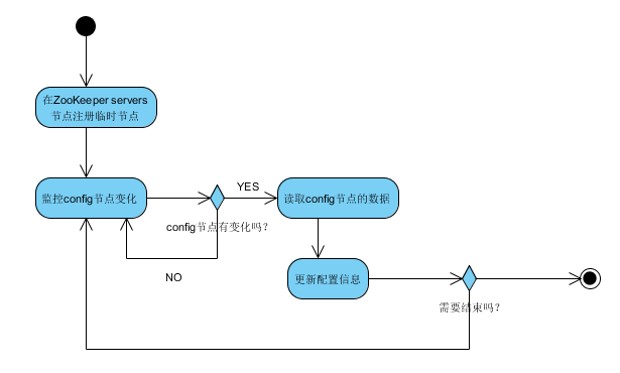 在ZooKeeper servers
节点注册临时节点
监控config节点变化
YES
读取config节点的数据
config节点有变化吗？
NO
更新配置信息
需要结束吗？